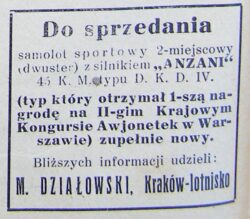 Do sprzedania
samolot sportowy 2-miejscowy
(dwuster) z silnikiem „ANZANI”
45 K. M. typu D. K. D. IV.
(typ który otrzymał 1-szą na-
grodę na II-gim Krajowym
Kongursie Awjonetek w War-
szawie) zupełnie nowy.
Bliższych informacji udzieli:
M. DZIAŁOWSKI, Kraków-lotnisko